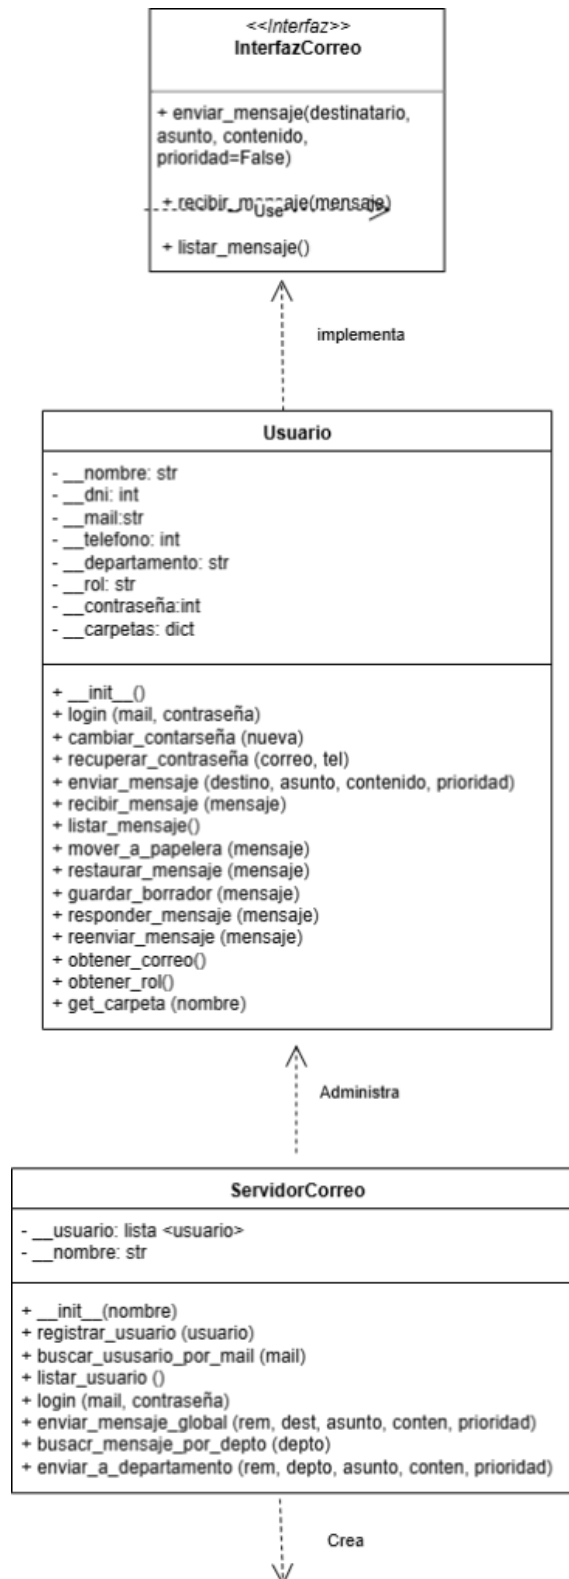 <<Interfaz>>
InterfazCorreo
+ enviar_mensaje(destinatario,
asunto, contenido,
prioridad=False)
+ recibir_mensaje(mensaje)
Use
+ listar_mensaje()
implementa
Usuario
- __nombre: str
- __dni: int
- __mail:str
- __telefono: int
- __departamento: str
- __rol: str
- __contraseña:int
- __carpetas: dict
+ __init__()
+ login (mail, contraseña)
+ cambiar_contarseña (nueva)
+ recuperar_contraseña (correo, tel)
+ enviar_mensaje (destino, asunto, contenido, prioridad)
+ recibir_mensaje (mensaje)
+ listar_mensaje()
+ mover_a_papelera (mensaje)
+ restaurar_mensaje (mensaje)
+ guardar_borrador (mensaje)
+ responder_mensaje (mensaje)
+ reenviar_mensaje (mensaje)
+ obtener_correo()
+ obtener_rol()
+ get_carpeta (nombre)
Administra
ServidorCorreo
- __usuario: lista <usuario>
- __nombre: str
+ __init__(nombre)
+ registrar_usuario (usuario)
+ buscar_ususario_por_mail (mail)
+ listar_usuario ()
+ login (mail, contraseña)
+ enviar_mensaje_global (rem, dest, asunto, conten, prioridad)
+ busacr_mensaje_por_depto (depto)
+ enviar_a_departamento (rem, depto, asunto, conten, prioridad)
Crea